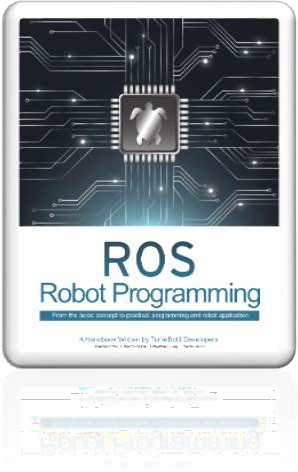 ROS
Robot Programming
From the basic concept to practical programming and robot application
A Handbook Written by TurtleBot3 Developers